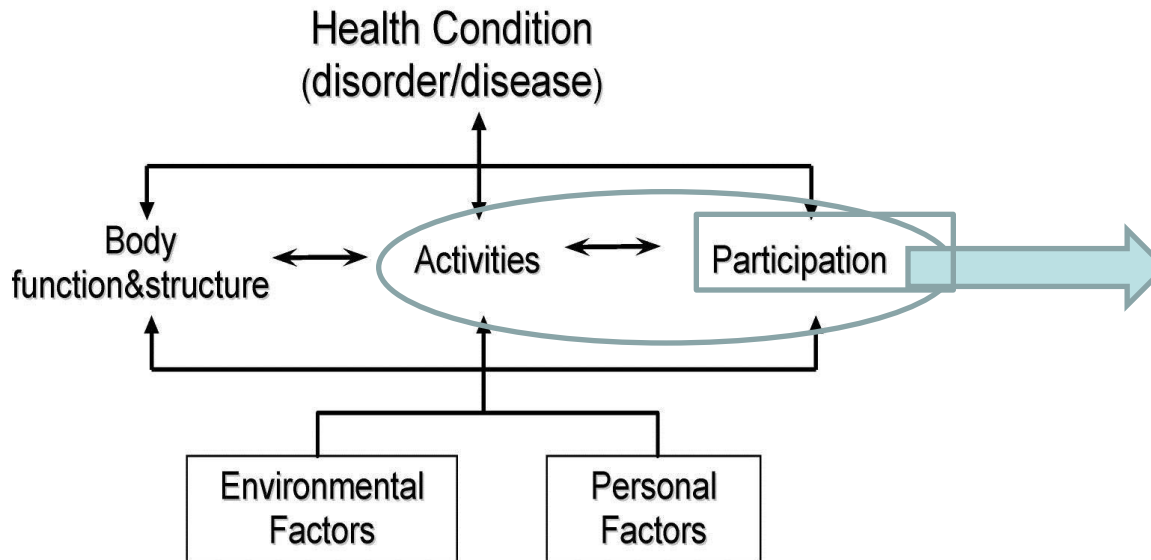 Health Condition
(disorder/disease)
Body
function&structure
Activities
Participation
Environmental
Factors
Personal
Factors